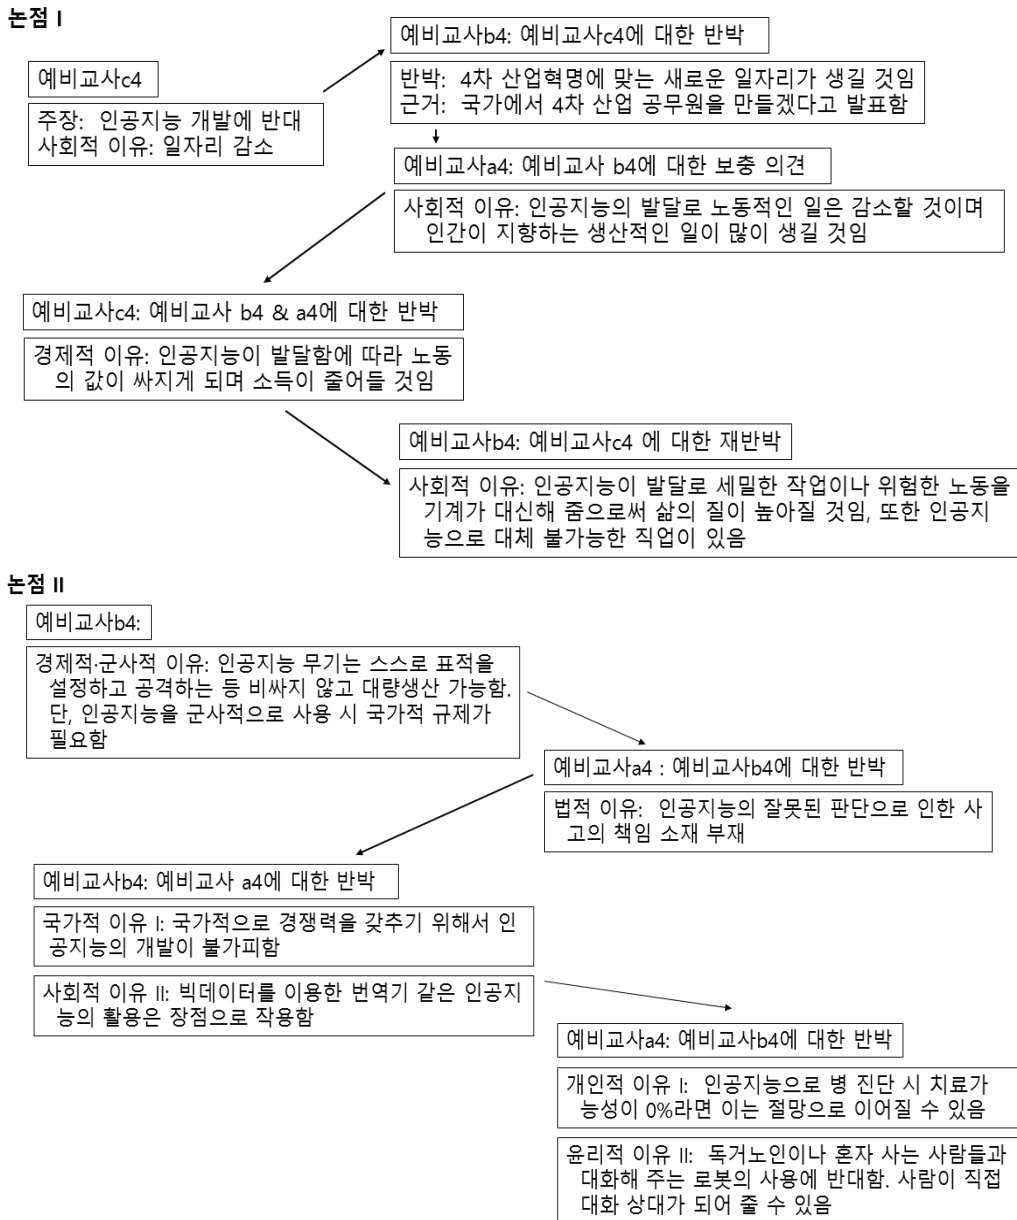 논점 I
예비교사c4
주장: 인공지능 개발에 반대
사회적 이유: 일자리 감소
예비교사b4: 예비교사c4에 대한 반박
반박: 4차 산업혁명에 맞는 새로운 일자리가 생길 것임
근거: 국가에서 4차 산업 공무원을 만들겠다고 발표함
예비교사a4: 예비교사 b4에 대한 보충 의견
사회적 이유: 인공지능의 발달로 노동적인 일은 감소할 것이며
인간이 지향하는 생산적인 일이 많이 생길 것임
예비교사c4: 예비교사 b4 & a4에 대한 반박
경제적 이유: 인공지능이 발달함에 따라 노동
의 값이 싸지게 되며 소득이 줄어들 것임
예비교사b4: 예비교사c4 에 대한 재반박
사회적 이유: 인공지능이 발달로 세밀한 작업이나 위험한 노동을
기계가 대신해 줌으로써 삶의 질이 높아질 것임, 또한 인공지
능으로 대체 불가능한 직업이 있음
논점 II
예비교사b4:
경제적·군사적 이유: 인공지능 무기는 스스로 표적을
설정하고 공격하는 등 비싸지 않고 대량생산 가능함.
단, 인공지능을 군사적으로 사용 시 국가적 규제가
필요함
예비교사a4 : 예비교사b4에 대한 반박
법적 이유: 인공지능의 잘못된 판단으로 인한 사
고의 책임 소재 부재
예비교사b4: 예비교사 a4에 대한 반박
국가적 이유 I: 국가적으로 경쟁력을 갖추기 위해서 인
공지능의 개발이 불가피함
사회적 이유 II: 빅데이터를 이용한 번역기 같은 인공지
능의 활용은 장점으로 작용함
예비교사a4: 예비교사b4에 대한 반박
개인적 이유 I: 인공지능으로 병 진단 시 치료가
능성이 0%라면 이는 절망으로 이어질 수 있음
윤리적 이유 II: 독거노인이나 혼자 사는 사람들과
대화해 주는 로봇의 사용에 반대함. 사람이 직접
대화 상대가 되어 줄 수 있음